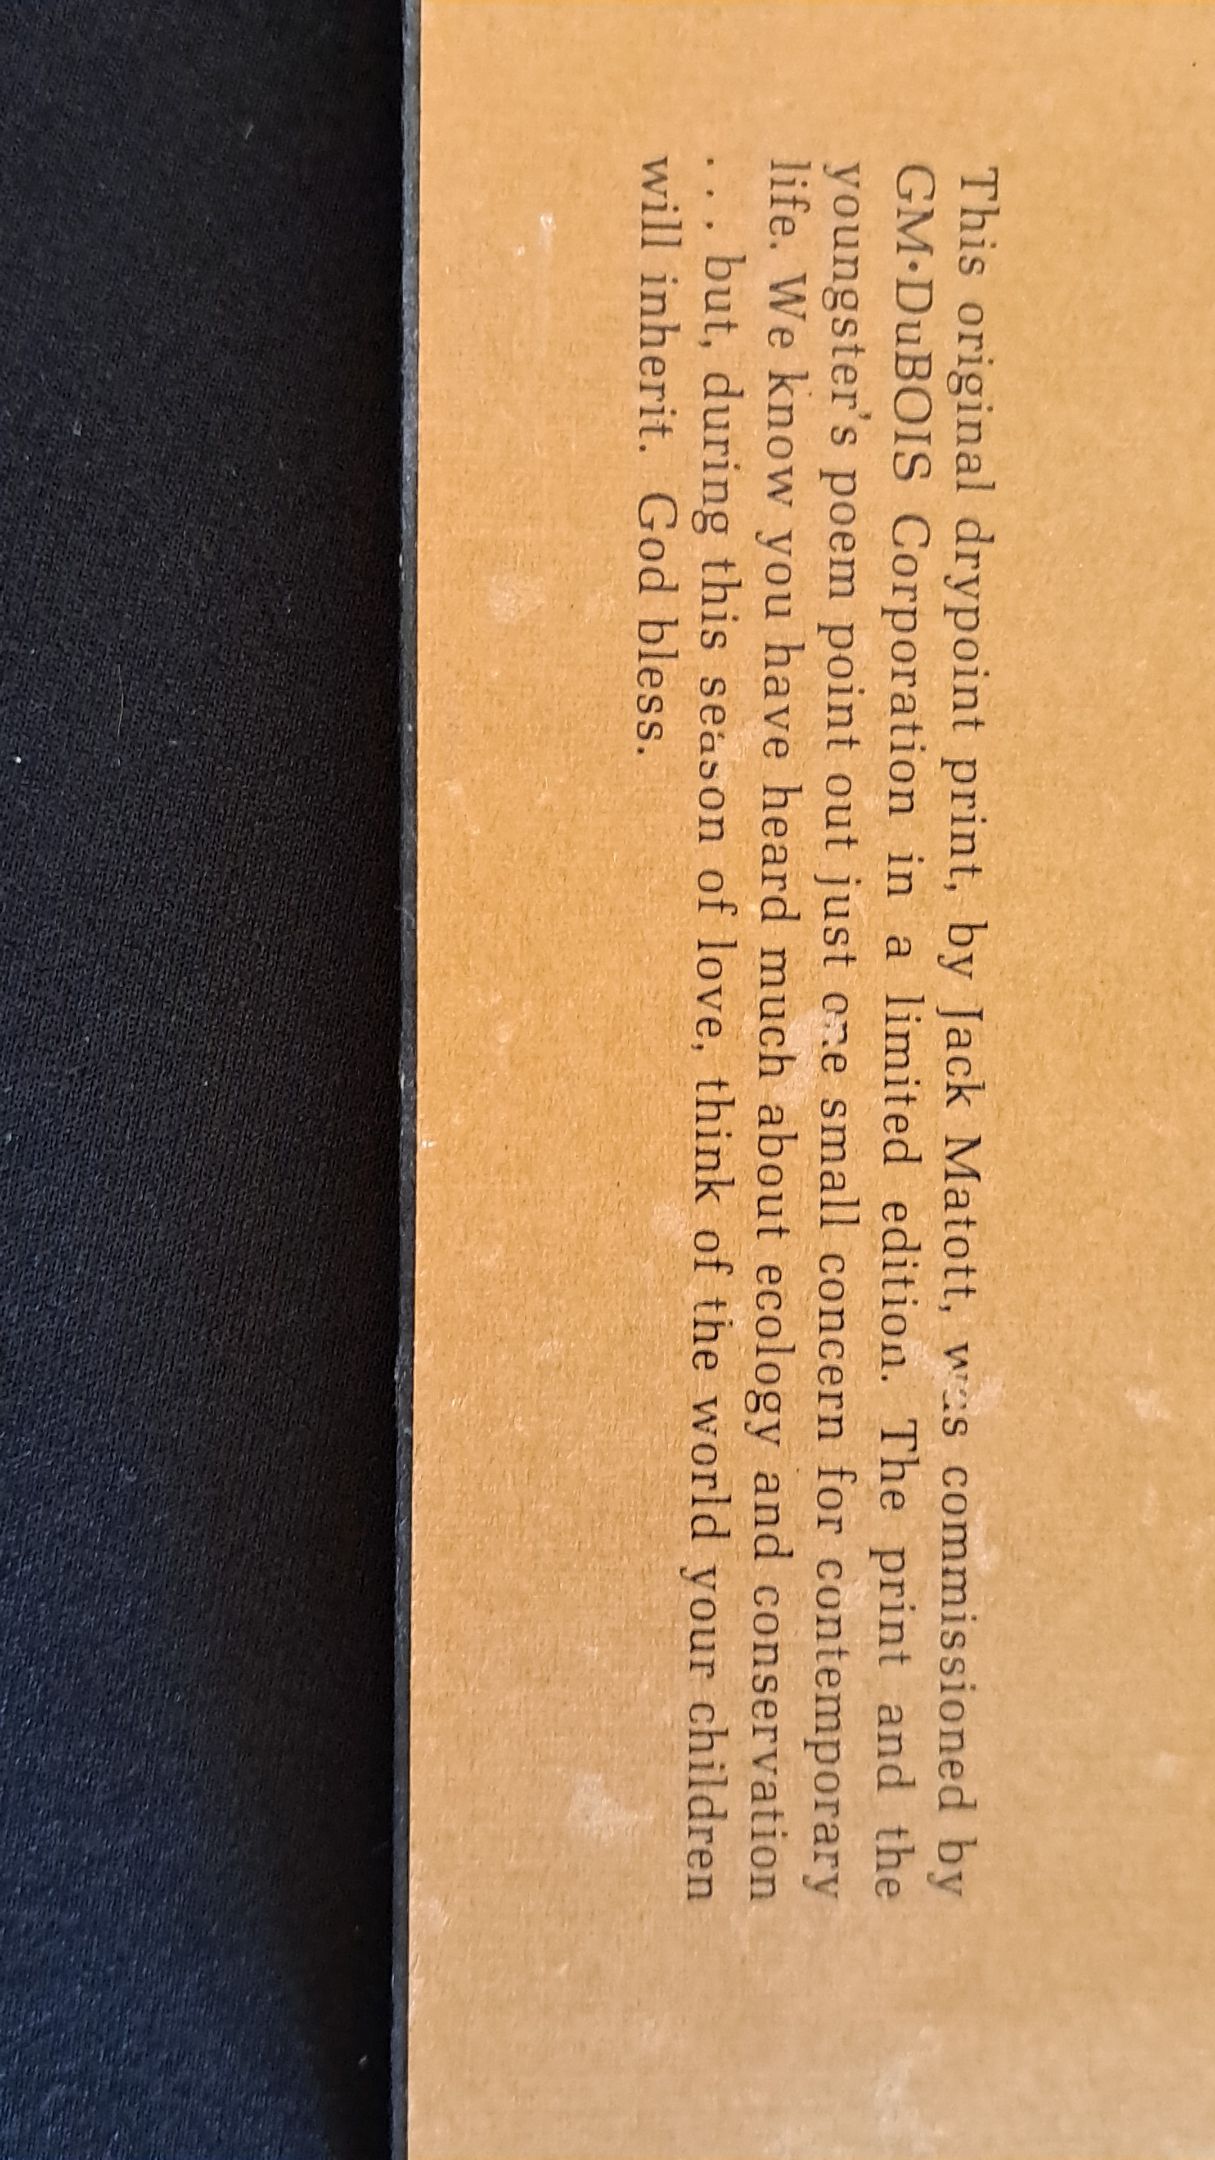 This original drypoint print, by Jack Matott, was commissioned by
GM·DuBOIS Corporation in a limited edition. The print and the
youngster's poem point out just one small concern for contemporary
life. We know you have heard much about ecology and conservation
. . . but, during this season of love, think of the world your children
will inherit. God bless.